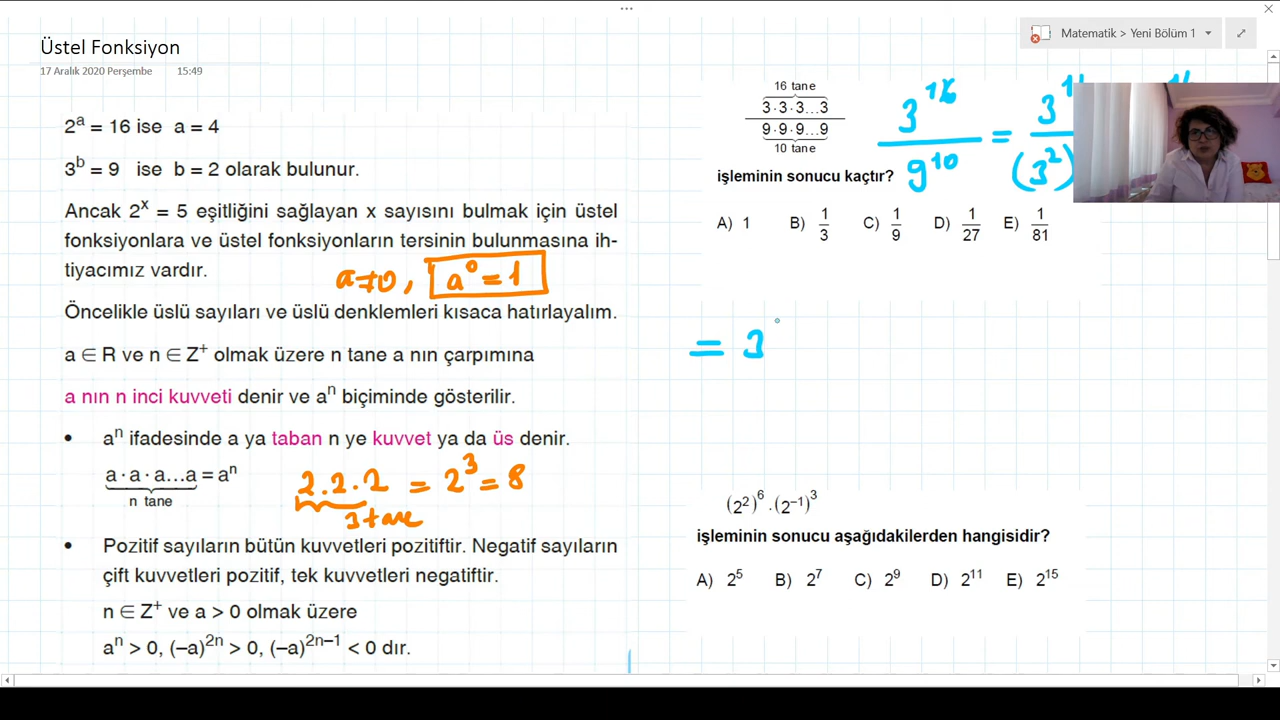 Üstel Fonksiyon
17 Aralık 2020 Perşembe 15:49
Matematik > Yeni Bölüm 1
2^a = 16 ise a = 4
3^b = 9 ise b = 2 olarak bulunur.
Ancak 2^x = 5 eşitliğini sağlayan x sayısını bulmak için üstel
fonksiyonlara ve üstel fonksiyonların tersinin bulunmasına ih-
tiyacımız vardır.
a≠0, a^0 = 1
Öncelikle üslü sayıları ve üslü denklemleri kısaca hatırlayalım.
a ∈ R ve n ∈ Z^+ olmak üzere n tane a nın çarpımına
a nın n inci kuvveti denir ve a^n biçiminde gösterilir.
• a^n ifadesinde a ya taban n ye kuvvet ya da üs denir.
a · a · a...a = a^n
n tane
2.2.2 = 2^3 = 8
3 tane
• Pozitif sayıların bütün kuvvetleri pozitiftir. Negatif sayıların
çift kuvvetleri pozitif, tek kuvvetleri negatiftir.
n ∈ Z^+ ve a > 0 olmak üzere
a^n > 0, (–a)^2n > 0, (–a)^2n–1 < 0 dır.
16 tane
3 · 3 · 3...3
9 · 9 · 9...9
10 tane
3^16 / 9^10 = 3 / (3^2)
işleminin sonucu kaçtır?
A) 1 B) 1/3 C) 1/9 D) 1/27 E) 1/81
= 3
(2^2)^6 · (2^–1)^3
işleminin sonucu aşağıdakilerden hangisidir?
A) 2^5 B) 2^7 C) 2^9 D) 2^11 E) 2^15